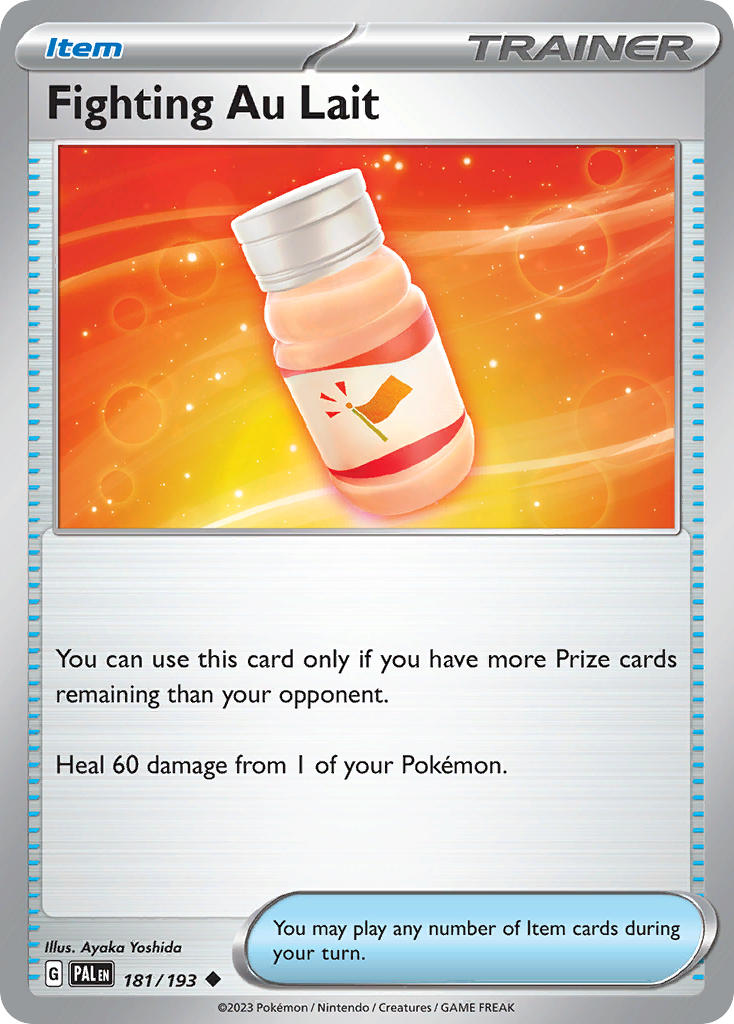 Item
TRAINER
Fighting Au Lait
You can use this card only if you have more Prize cards
remaining than your opponent.
Heal 60 damage from 1 of your Pokémon.
You may play any number of Item cards during
your turn.
Illus. Ayaka Yoshida
G PAL EN 181/193
©2023 Pokémon / Nintendo / Creatures / GAME FREAK